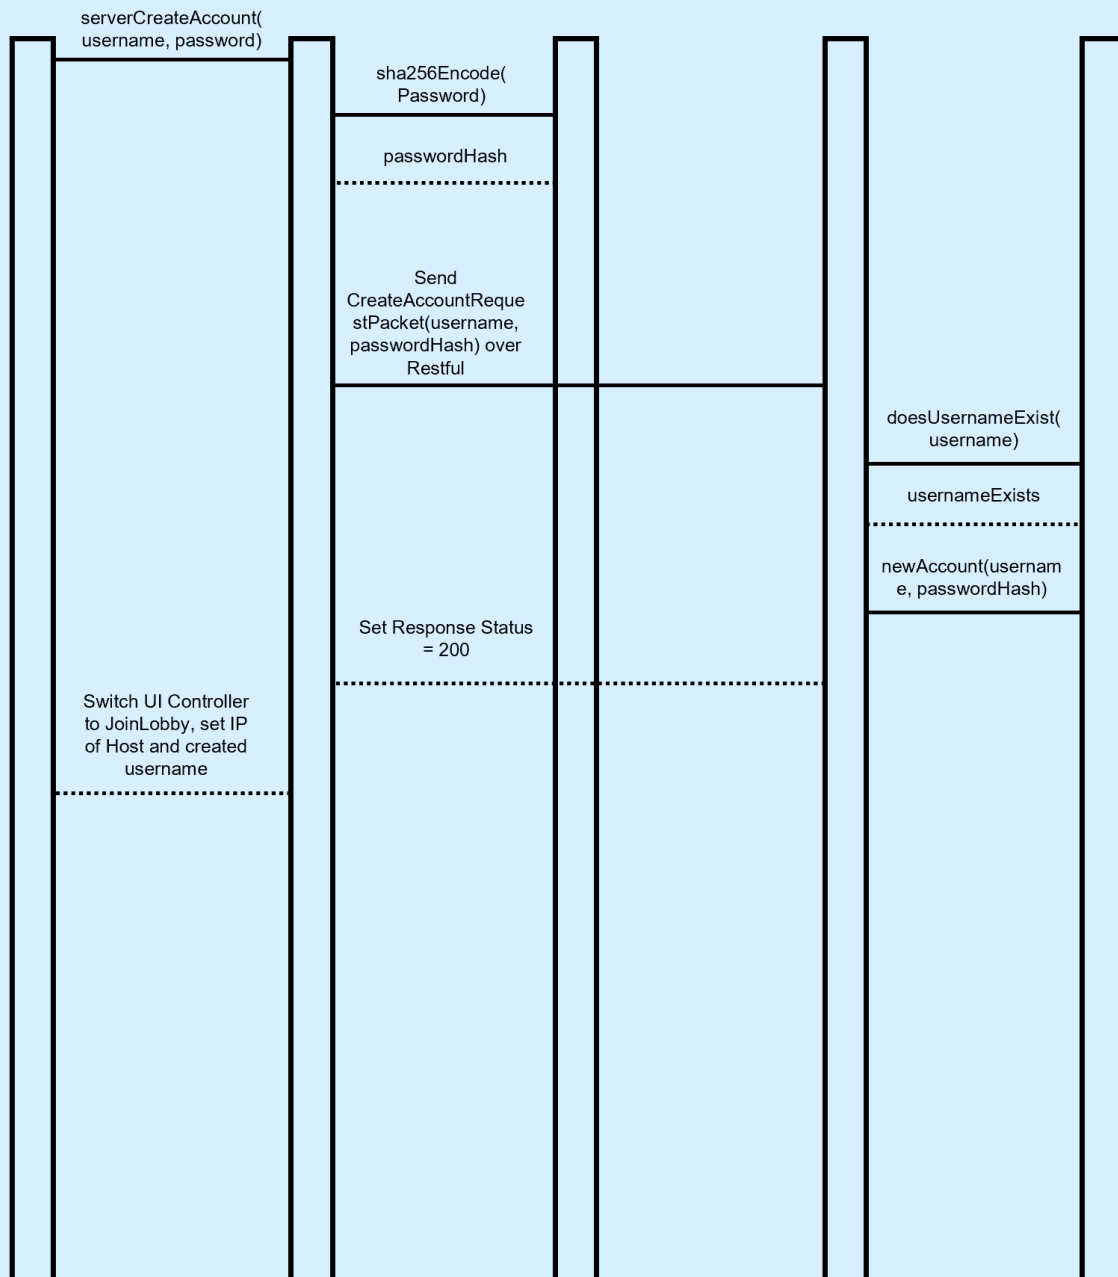 serverCreateAccount(
username, password)
sha256Encode(
Password)
passwordHash
Send
CreateAccountReque
stPacket(username,
passwordHash) over
Restful
doesUsernameExist(
username)
usernameExists
newAccount(usernam
e, passwordHash)
Set Response Status
= 200
Switch UI Controller
to JoinLobby, set IP
of Host and created
username